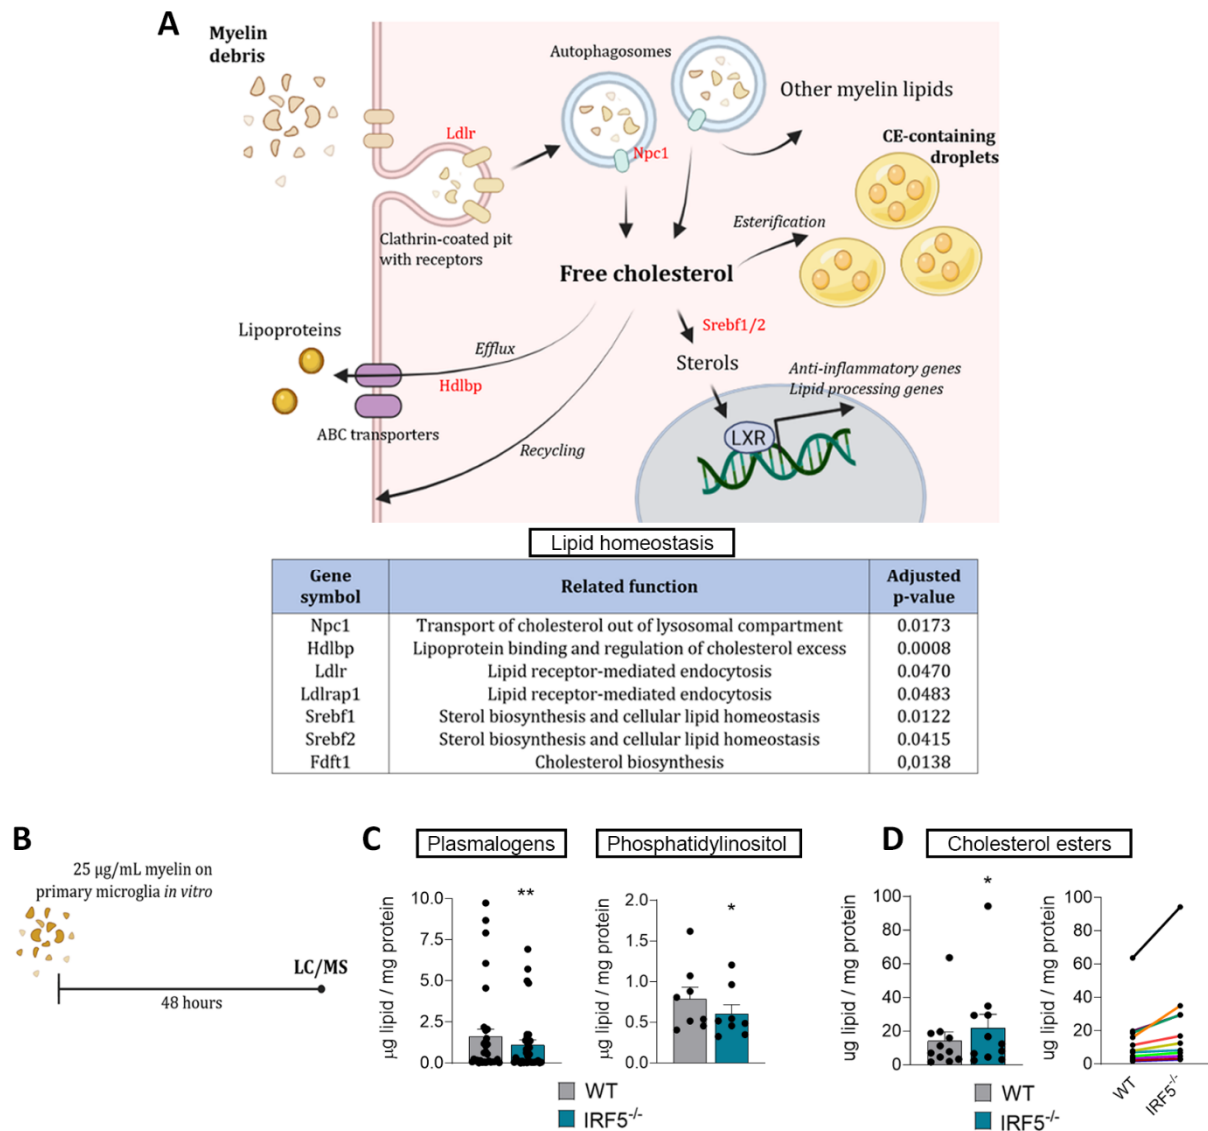 A
Myelin
debris
Autophagosomes
Other myelin lipids
CE-containing
droplets
Ldlr
Npc1
Clathrin-coated pit
with receptors
Esterification
Free cholesterol
Lipoproteins
Efflux
Hdlbp
Srebf1/2
Sterols
Anti-inflammatory genes
Lipid processing genes
ABC transporters
Recycling
LXR
Lipid homeostasis
Gene symbol Related function Adjusted p-value
Npc1 Transport of cholesterol out of lysosomal compartment 0.0173
Hdlbp Lipoprotein binding and regulation of cholesterol excess 0.0008
Ldlr Lipid receptor-mediated endocytosis 0.0470
Ldlrap1 Lipid receptor-mediated endocytosis 0.0483
Srebf1 Sterol biosynthesis and cellular lipid homeostasis 0.0122
Srebf2 Sterol biosynthesis and cellular lipid homeostasis 0.0415
Fdft1 Cholesterol biosynthesis 0,0138
B
25 µg/mL myelin on
primary microglia in vitro
LC/MS
48 hours
C
Plasmalogens
**
µg lipid / mg protein
10.0
7.5
5.0
2.5
0.0
Phosphatidylinositol
*
µg lipid / mg protein
2.0
1.5
1.0
0.5
0.0
WT
IRF5-/-
D
Cholesterol esters
*
ug lipid / mg protein
100
80
60
40
20
0
ug lipid / mg protein
100
80
60
40
20
0
WT
IRF5-/-
WT
IRF5-/-